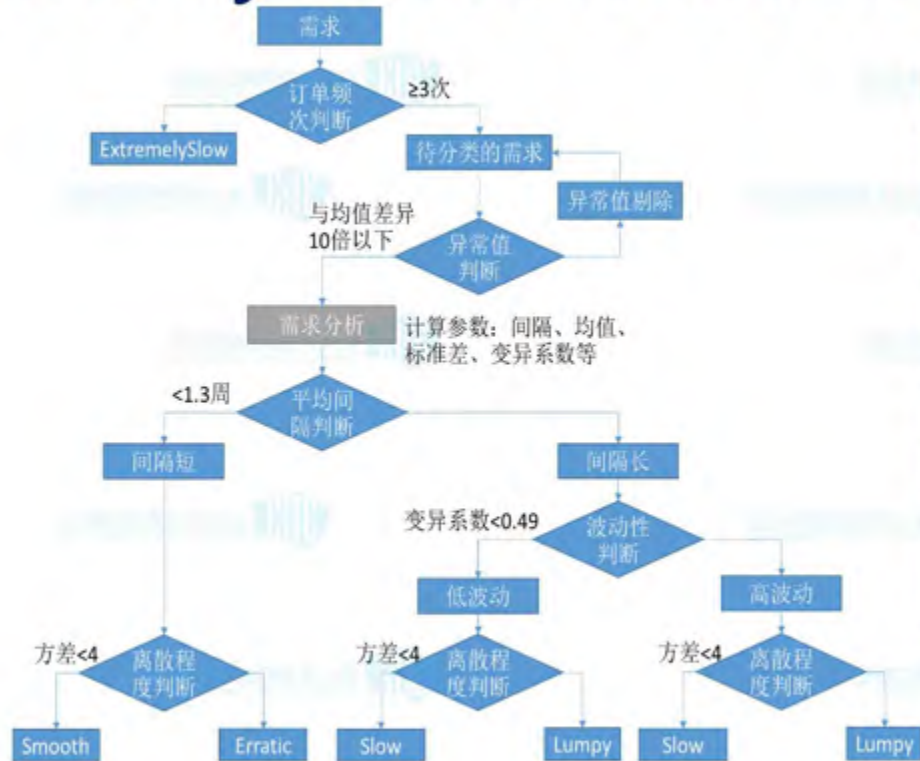 需求
订单频
次判断
≥3次
ExtremelySlow
待分类的需求
异常值剔除
与均值差异
10倍以下
异常值
判断
需求分析
计算参数：间隔、均值、
标准差、变异系数等
<1.3周
平均间
隔判断
间隔短
间隔长
变异系数<0.49
波动性
判断
低波动
高波动
方差<4
离散程
度判断
方差<4
离散程
度判断
方差<4
离散程
度判断
Smooth
Erratic
Slow
Lumpy
Slow
Lumpy